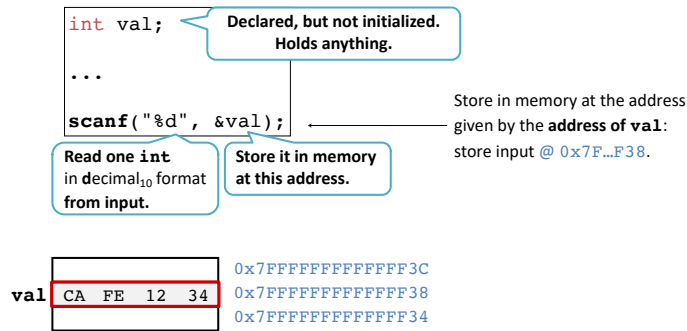 int val;
Declared, but not initialized.
Holds anything.
...
scanf("%d", &val);
Store in memory at the address
given by the address of val:
store input @ 0x7F…F38.
Read one int
in decimal10 format
from input.
Store it in memory
at this address.
0x7FFFFFFFFFFFFF3C
val CA FE 12 34 0x7FFFFFFFFFFFFF38
0x7FFFFFFFFFFFFF34